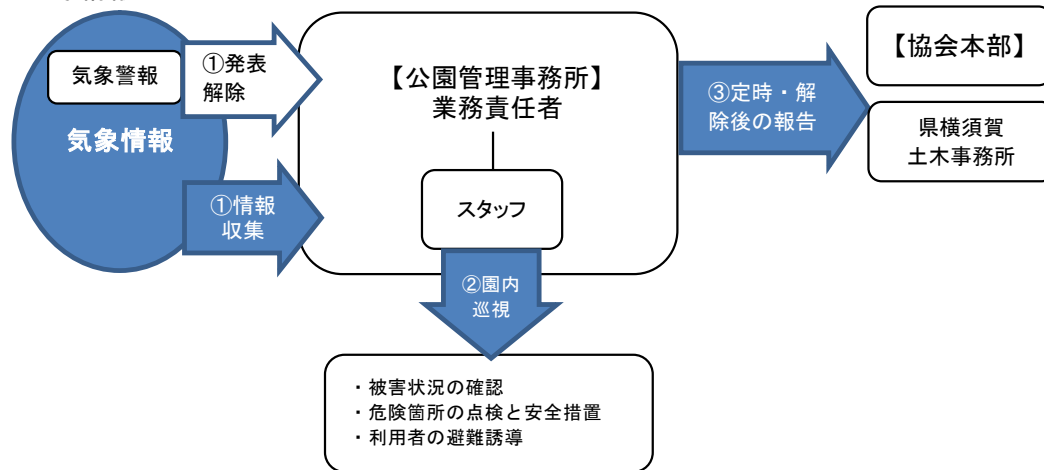 気象警報
気象情報
①発表
解除
①情報
収集
【公園管理事務所】
業務責任者
スタッフ
②園内
巡視
・被害状況の確認
・危険箇所の点検と安全措置
・利用者の避難誘導
③定時・解
除後の報告
【協会本部】
県横須賀
土木事務所